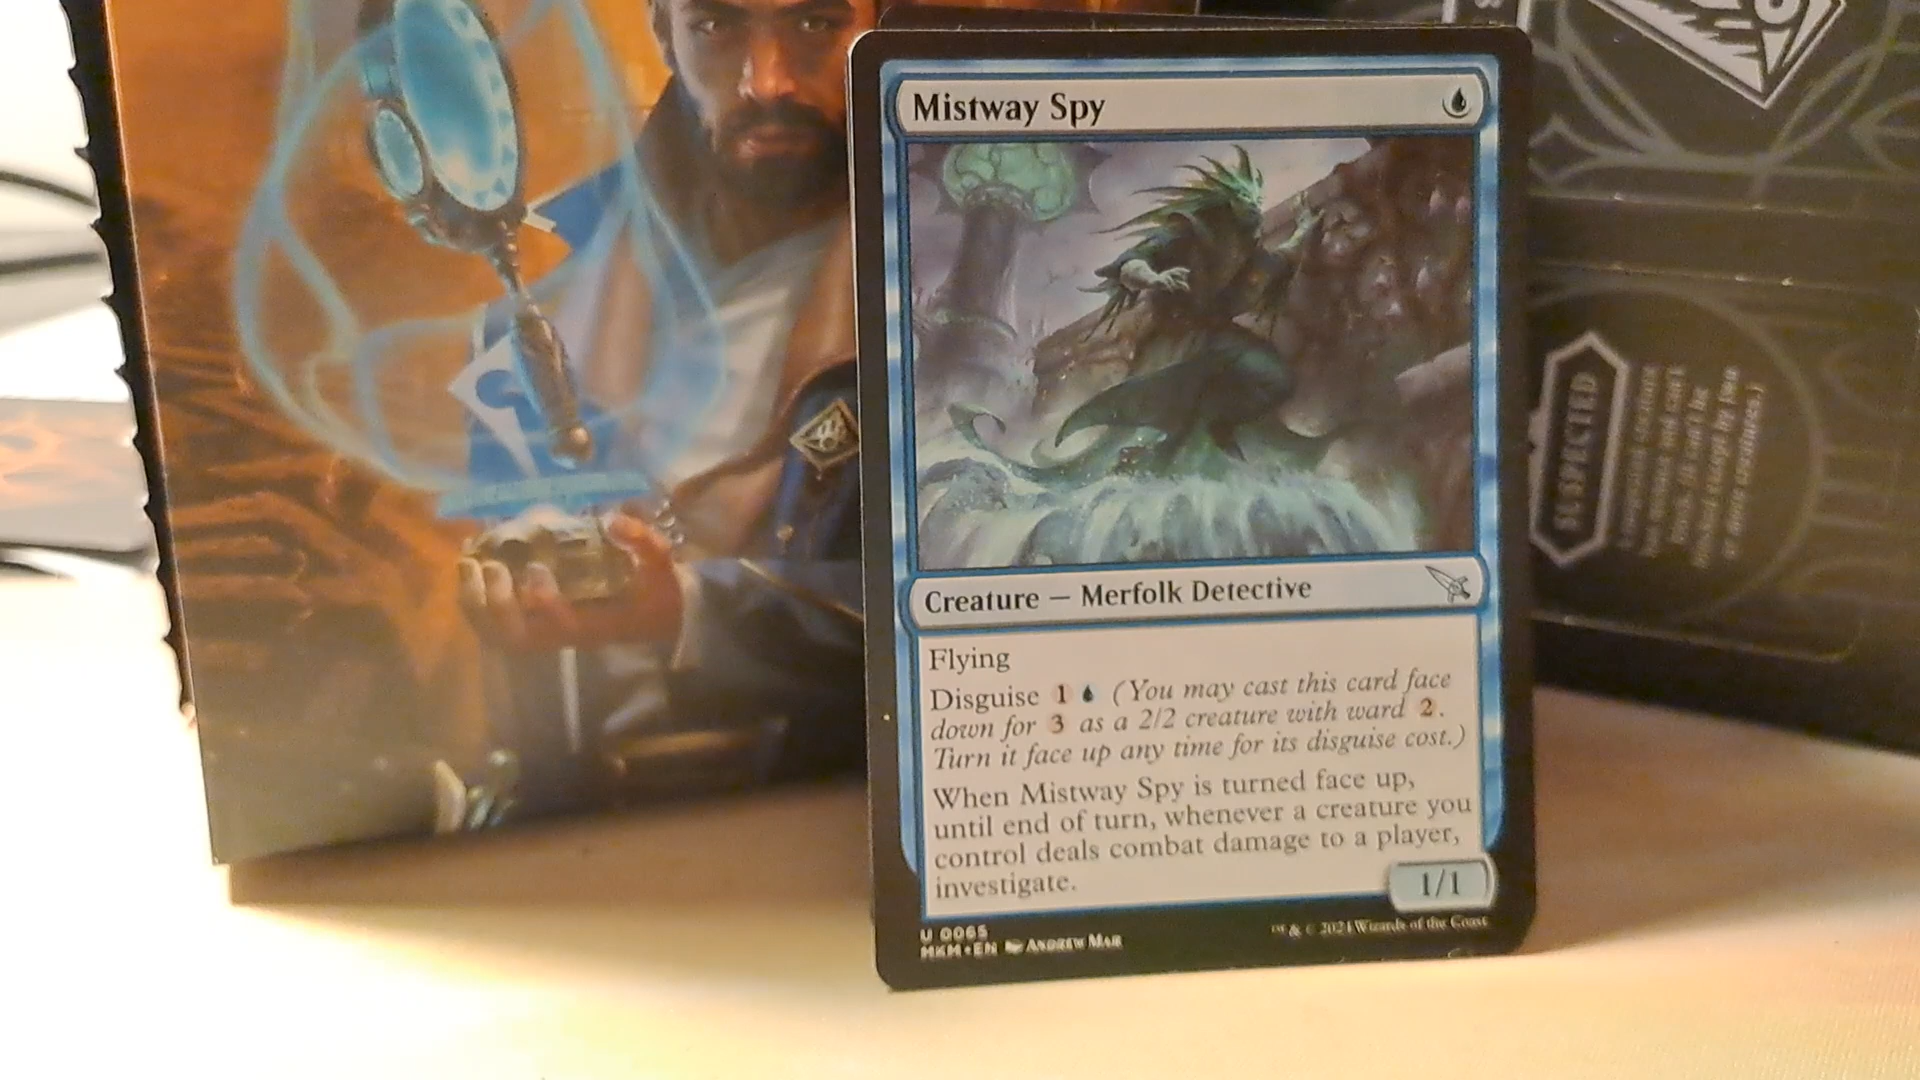 Mistway Spy
Creature — Merfolk Detective
Flying
Disguise 1 (You may cast this card face
down for 3 as a 2/2 creature with ward 2.
Turn it face up any time for its disguise cost.)
When Mistway Spy is turned face up,
until end of turn, whenever a creature you
control deals combat damage to a player,
investigate.
1/1
U 0065
MKM • EN Andrew Mar
™ & © 2024 Wizards of the Coast
SUSPECTED